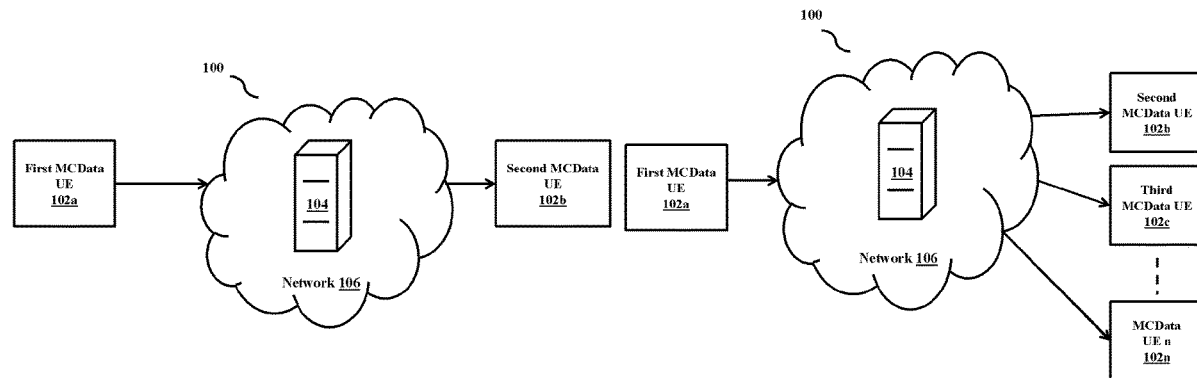 100
First MCData
UE
102a
104
Network 106
Second MCData
UE
102b
100
First MCData
UE
102a
104
Network 106
Second
MCData UE
102b
Third
MCData UE
102c
MCData
UE n
102n